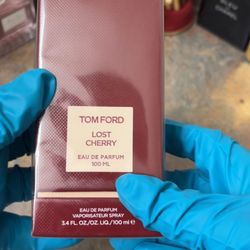 TOM FORD
LOST
CHERRY
EAU DE PARFUM
100 ML
EAU DE PARFUM
VAPORISATEUR SPRAY
3.4 FL.OZ./OZ. LIQ./100 ml ℮